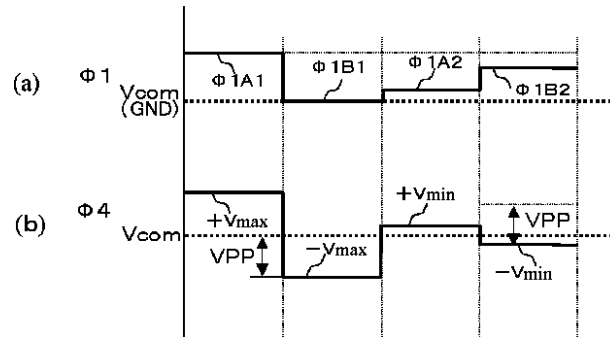 (a)
Φ1
Φ1A1
Φ1B1
Φ1A2
Φ1B2
Vcom
(GND)
(b)
Φ4
+Vmax
−Vmax
+Vmin
−Vmin
Vcom
VPP
VPP